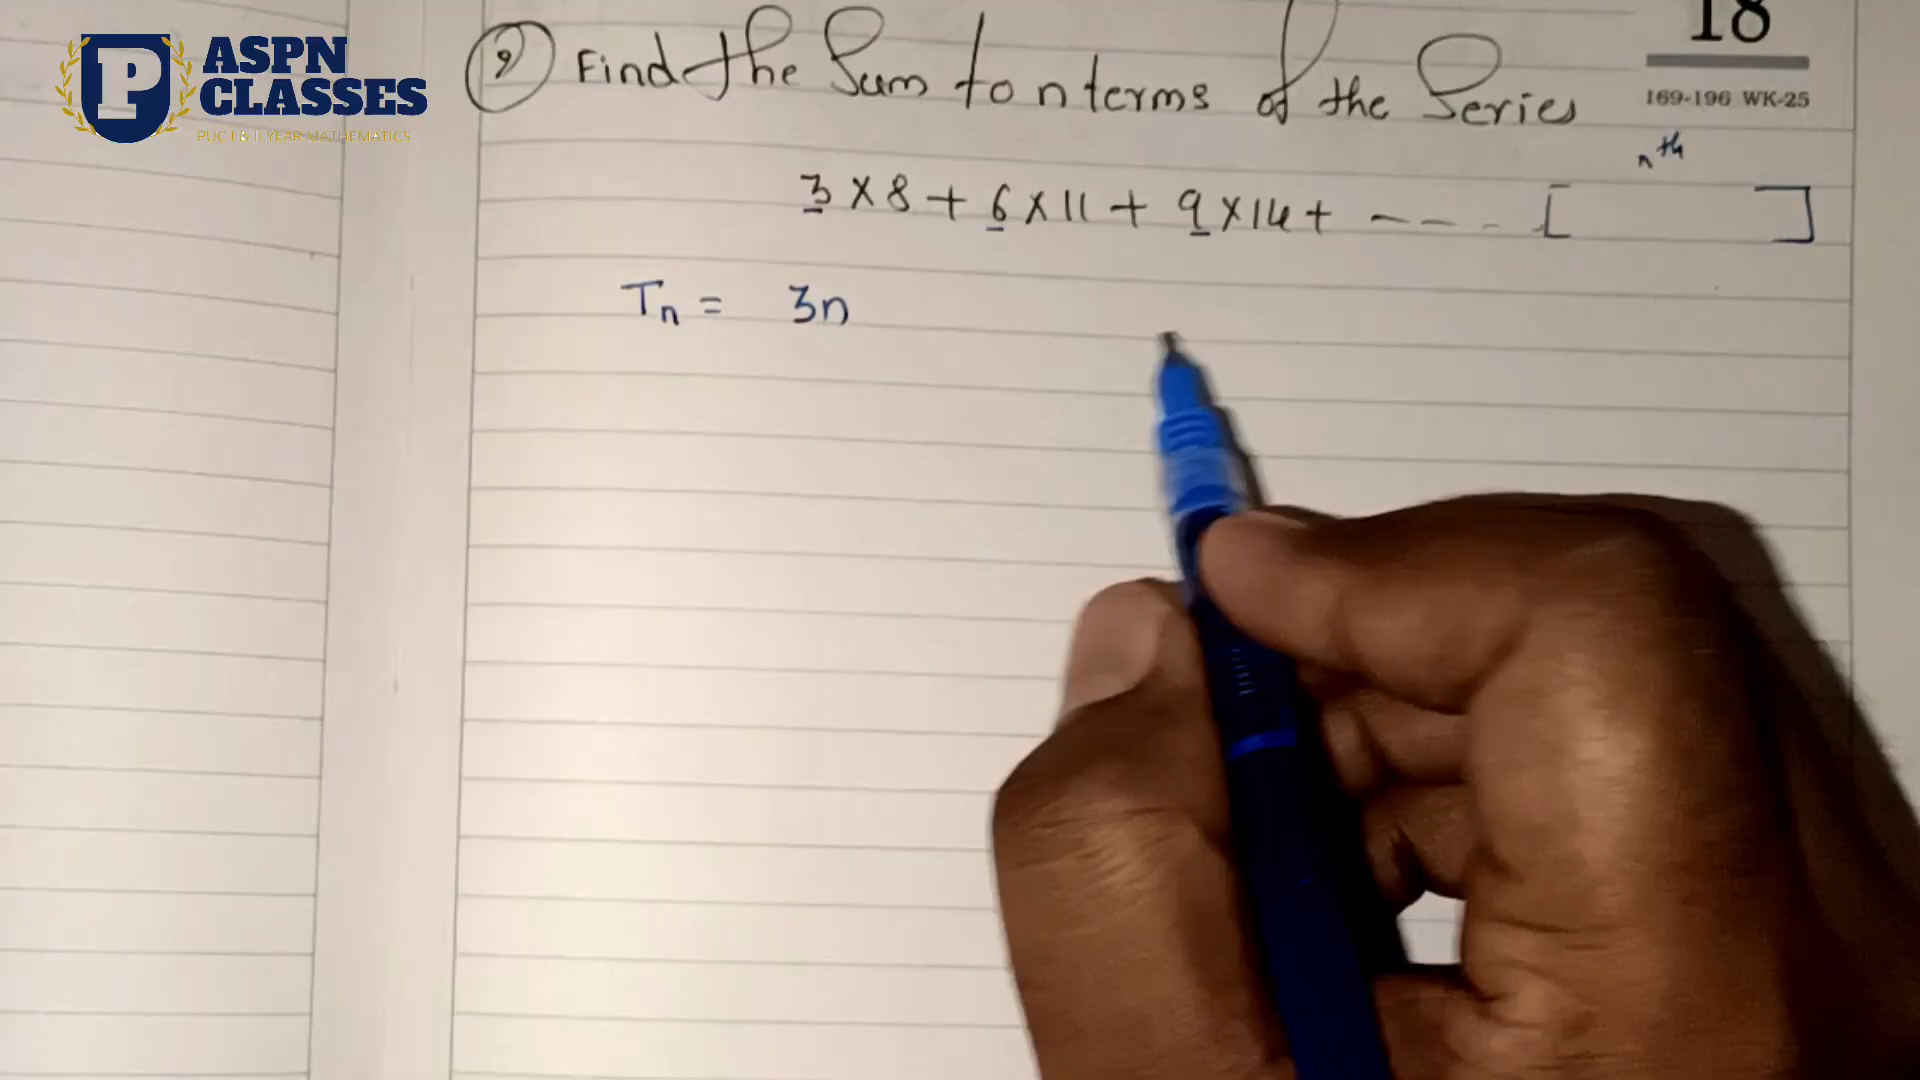 P
ASPN
CLASSES
PUC I & II YEAR MATHEMATICS
18
169-196 WK-25
9) Find the Sum to n terms of the Series
nth
3 × 8 + 6 × 11 + 9 × 14 + - - - . [ ]
Tn = 3n